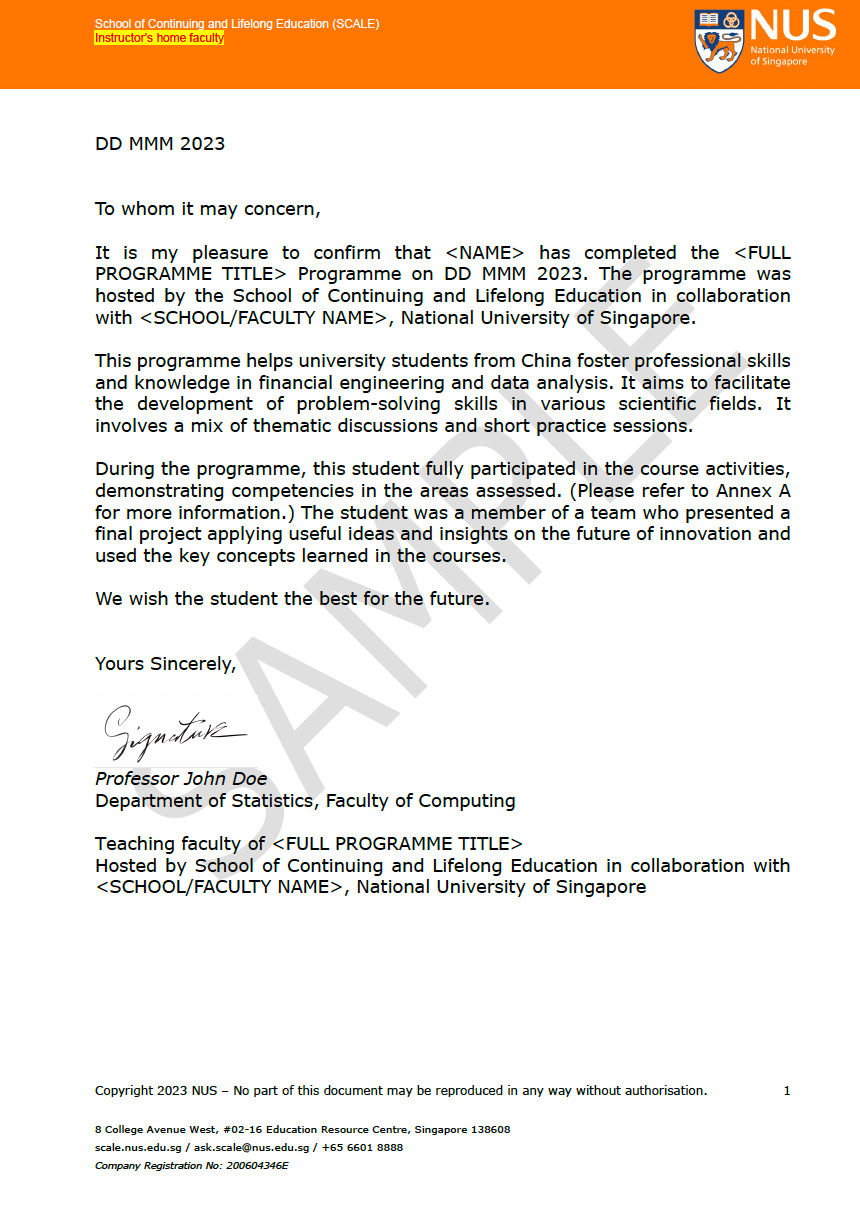 School of Continuing and Lifelong Education (SCALE)
Instructor's home faculty
NUS
National University
of Singapore
DD MMM 2023
To whom it may concern,
It is my pleasure to confirm that <NAME> has completed the <FULL
PROGRAMME TITLE> Programme on DD MMM 2023. The programme was
hosted by the School of Continuing and Lifelong Education in collaboration
with <SCHOOL/FACULTY NAME>, National University of Singapore.
This programme helps university students from China foster professional skills
and knowledge in financial engineering and data analysis. It aims to facilitate
the development of problem-solving skills in various scientific fields. It
involves a mix of thematic discussions and short practice sessions.
During the programme, this student fully participated in the course activities,
demonstrating competencies in the areas assessed. (Please refer to Annex A
for more information.) The student was a member of a team who presented a
final project applying useful ideas and insights on the future of innovation and
used the key concepts learned in the courses.
We wish the student the best for the future.
Yours Sincerely,
Signature
Professor John Doe
Department of Statistics, Faculty of Computing
Teaching faculty of <FULL PROGRAMME TITLE>
Hosted by School of Continuing and Lifelong Education in collaboration with
<SCHOOL/FACULTY NAME>, National University of Singapore
SAMPLE
Copyright 2023 NUS – No part of this document may be reproduced in any way without authorisation. 1
8 College Avenue West, #02-16 Education Resource Centre, Singapore 138608
scale.nus.edu.sg / ask.scale@nus.edu.sg / +65 6601 8888
Company Registration No: 200604346E